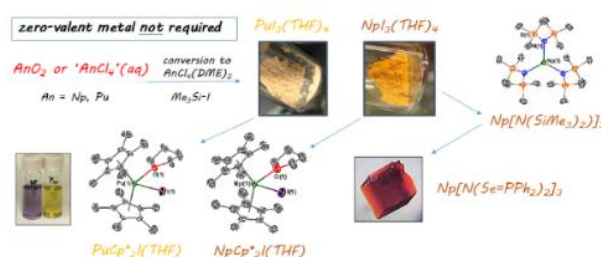 zero-valent metal not required
PuI3(THF)4
NpI3(THF)4
AnO2 or 'AnCl4'(aq)
conversion to
AnCl4(DME)2
An = Np, Pu
Me3Si-I
Np[N(SiMe3)2)]3
Np[N(Se=PPh2)2]3
PuCp*2I(THF)
NpCp*2I(THF)